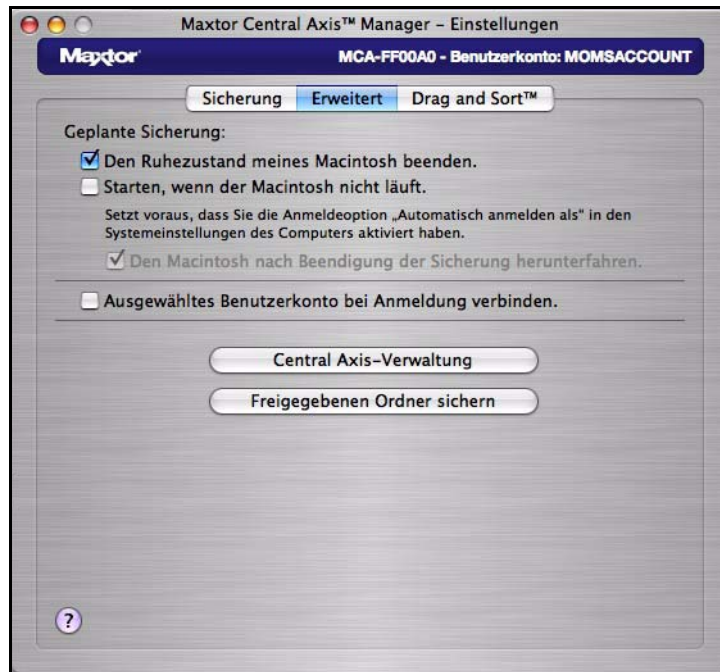 Maxtor Central Axis™ Manager – Einstellungen
Maxtor
MCA-FF00A0 - Benutzerkonto: MOMSACCOUNT
Sicherung Erweitert Drag and Sort™
Geplante Sicherung:
Den Ruhezustand meines Macintosh beenden.
Starten, wenn der Macintosh nicht läuft.
Setzt voraus, dass Sie die Anmeldeoption „Automatisch anmelden als“ in den
Systemeinstellungen des Computers aktiviert haben.
Den Macintosh nach Beendigung der Sicherung herunterfahren.
Ausgewähltes Benutzerkonto bei Anmeldung verbinden.
Central Axis-Verwaltung
Freigegebenen Ordner sichern
?